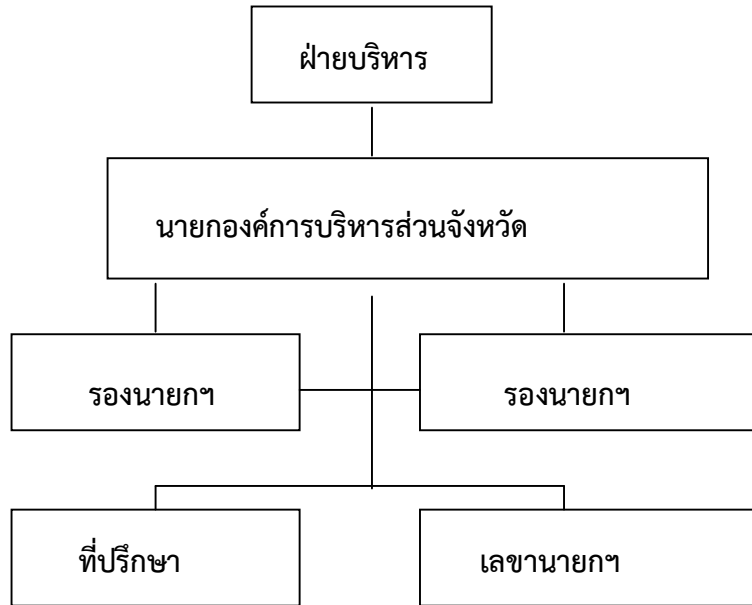 ฝ่ายบริหาร
นายกองค์การบริหารส่วนจังหวัด
รองนายกฯ
รองนายกฯ
ที่ปรึกษา
เลขานายกฯ